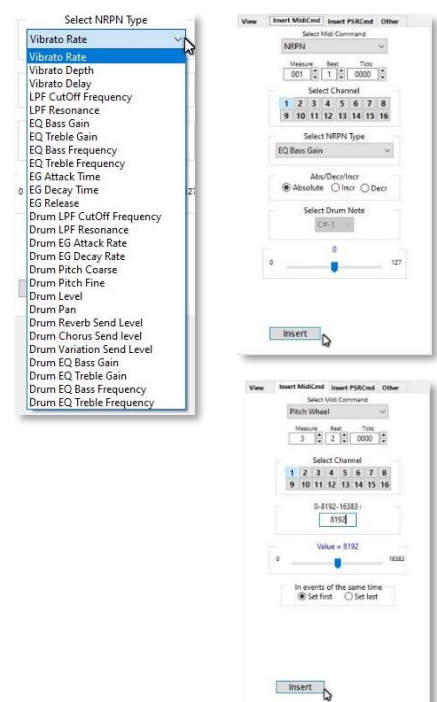 Select NRPN Type
Vibrato Rate
Vibrato Rate
Vibrato Depth
Vibrato Delay
LPF CutOff Frequency
LPF Resonance
EQ Bass Gain
EQ Treble Gain
EQ Bass Frequency
EQ Treble Frequency
EG Attack Time
EG Decay Time
EG Release
Drum LPF CutOff Frequency
Drum LPF Resonance
Drum EG Attack Rate
Drum EG Decay Rate
Drum Pitch Coarse
Drum Pitch Fine
Drum Level
Drum Pan
Drum Reverb Send Level
Drum Chorus Send level
Drum Variation Send Level
Drum EQ Bass Gain
Drum EQ Treble Gain
Drum EQ Bass Frequency
Drum EQ Treble Frequency
0 27
View Insert MidiCmd Insert PSRCmd Other
Select Midi Command
NRPN
Measure Beat Ticks
001 1 0000
Select Channel
1 2 3 4 5 6 7 8
9 10 11 12 13 14 15 16
Select NRPN Type
EQ Bass Gain
Abs/Decr/Incr
Absolute Incr Decr
Select Drum Note
C#-1
0
0 127
Insert
View Insert MidiCmd Insert PSRCmd Other
Select Midi Command
Pitch Wheel
Measure Beat Ticks
3 2 0000
Select Channel
1 2 3 4 5 6 7 8
9 10 11 12 13 14 15 16
0-8192-16383:
8192
Value = 8192
0 16383
In events of the same time
Set first Set last
Insert